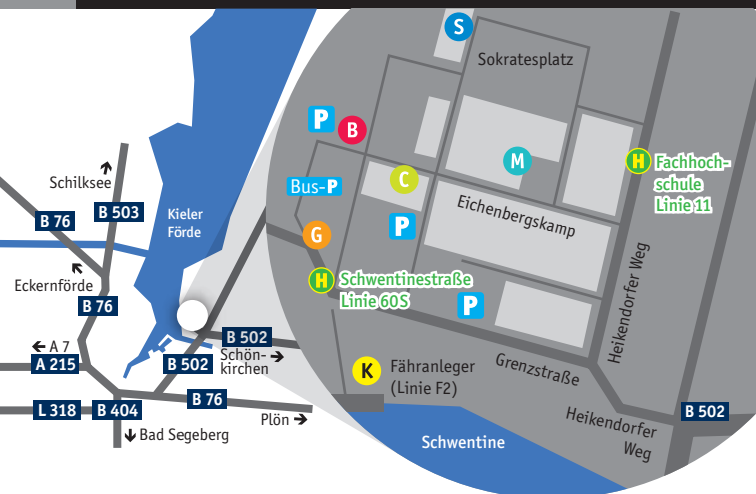 S
Sokratesplatz
P
B
M
H
Fachhoch-
schule
Linie 11
C
Bus-P
P
Eichenbergskamp
G
H
Schwentinestraße
Linie 60S
P
Heikendorfer Weg
Grenzstraße
K
Fähranleger
(Linie F2)
Heikendorfer
Weg
B 502
Schwentine
Schilksee
B 503
B 76
Kieler
Förde
Eckernförde
B 76
A 7
A 215
B 502
B 502
Schön-
kirchen
B 76
L 318
B 404
Plön
Bad Segeberg